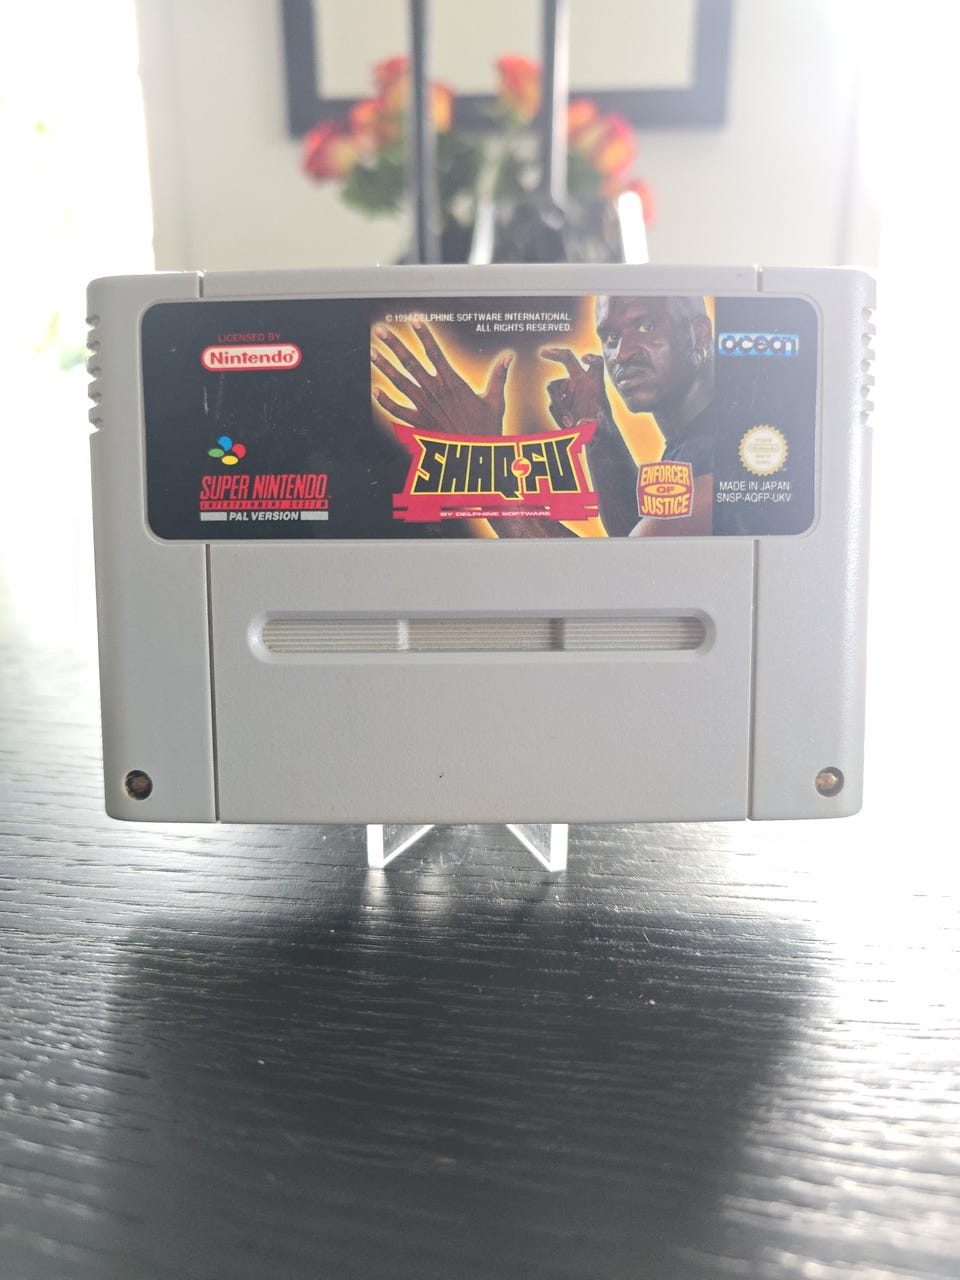 © 1994 DELPHINE SOFTWARE INTERNATIONAL.
ALL RIGHTS RESERVED.
LICENSED BY
Nintendo®
ocean
SHAQ FU
BY DELPHINE SOFTWARE
ENFORCER
OF
JUSTICE
SUPER NINTENDO
ENTERTAINMENT SYSTEM
PAL VERSION
MADE IN JAPAN
SNSP-AQFP-UKV